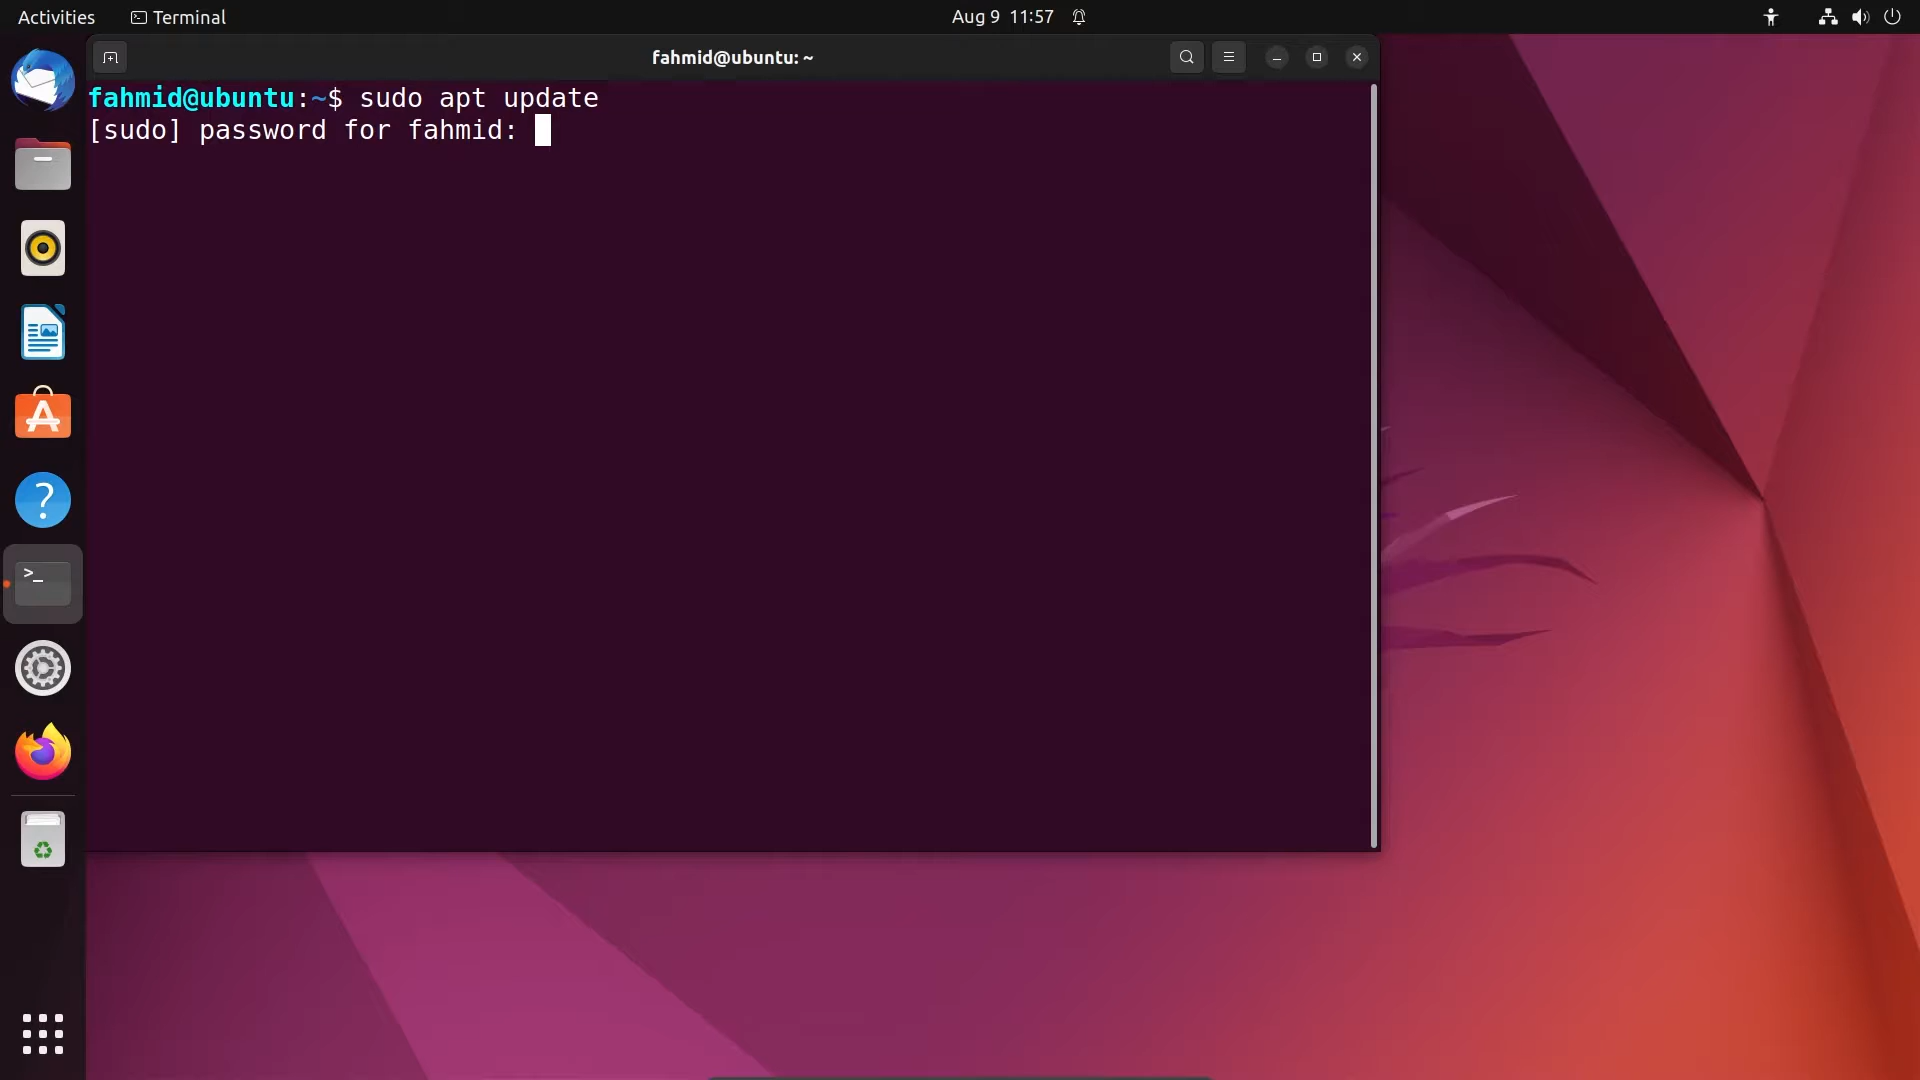 Activities Terminal Aug 9 11:57
fahmid@ubuntu: ~
fahmid@ubuntu:~$ sudo apt update
[sudo] password for fahmid: